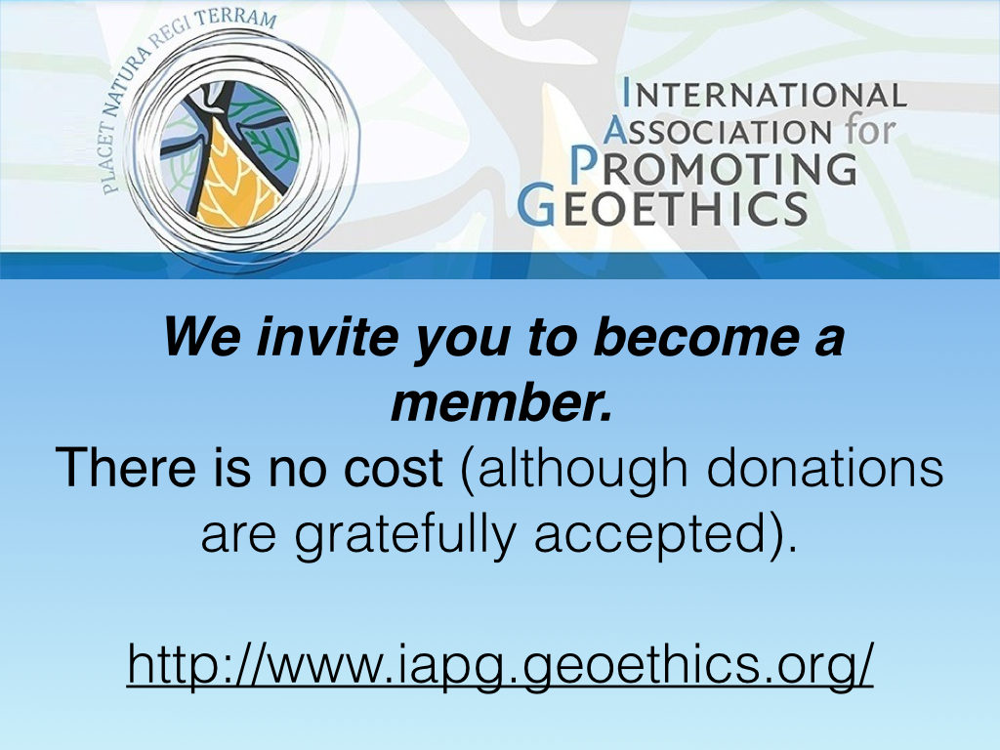 PLACET NATURA REGI TERRAM
INTERNATIONAL
ASSOCIATION for
PROMOTING
GEOETHICS
We invite you to become a
member.
There is no cost (although donations
are gratefully accepted).
http://www.iapg.geoethics.org/